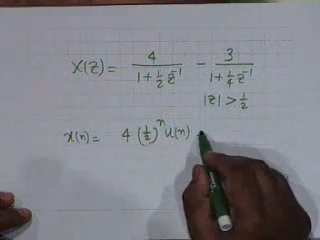 X(Z) = 4 / (1 + 1/2 z⁻¹) − 3 / (1 + 1/4 z⁻¹)
|z| > 1/2
x(n) = 4 (1/2)ⁿ u(n)